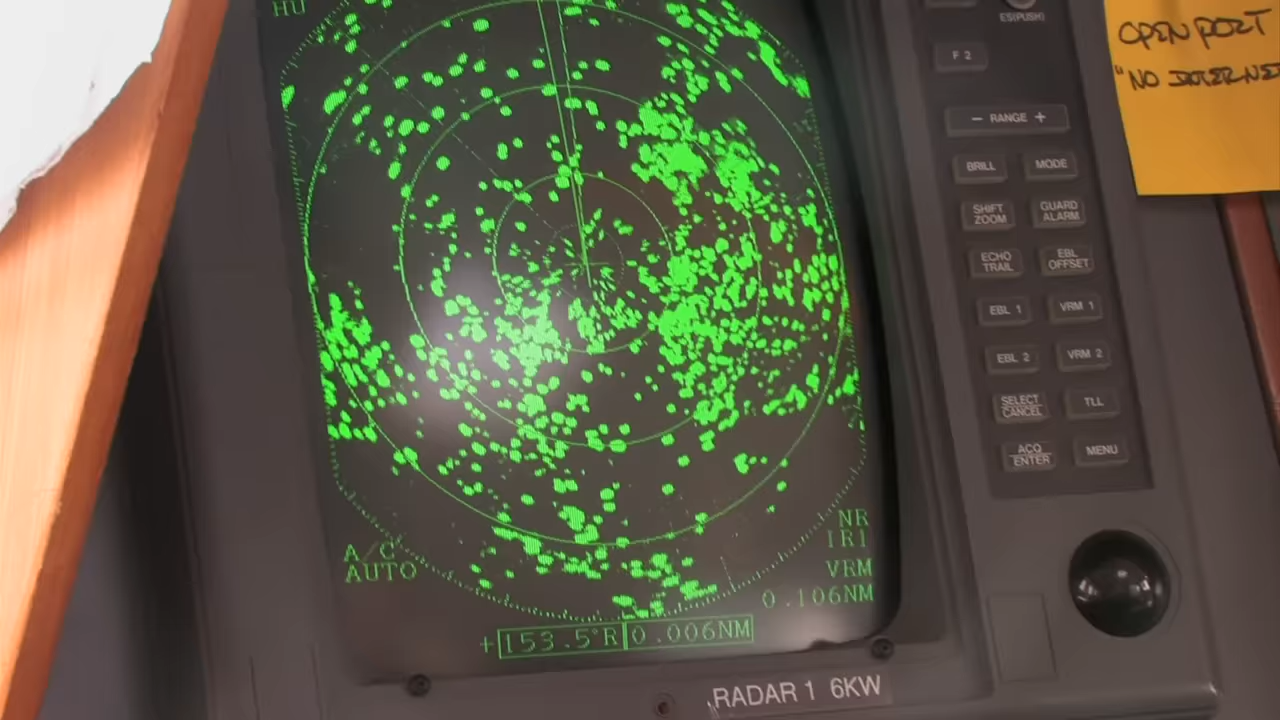 HU
ES(PUSH)
F 2
OPEN PORT
"NO
− RANGE +
BRILL
MODE
SHIFT
ZOOM
GUARD
ALARM
ECHO
TRAIL
EBL
OFFSET
EBL 1
VRM 1
EBL 2
VRM 2
SELECT
CANCEL
TLL
ACQ
ENTER
MENU
NR
IR1
A/C
AUTO
VRM
0.106NM
+153.5°R 0.006NM
RADAR 1 6KW